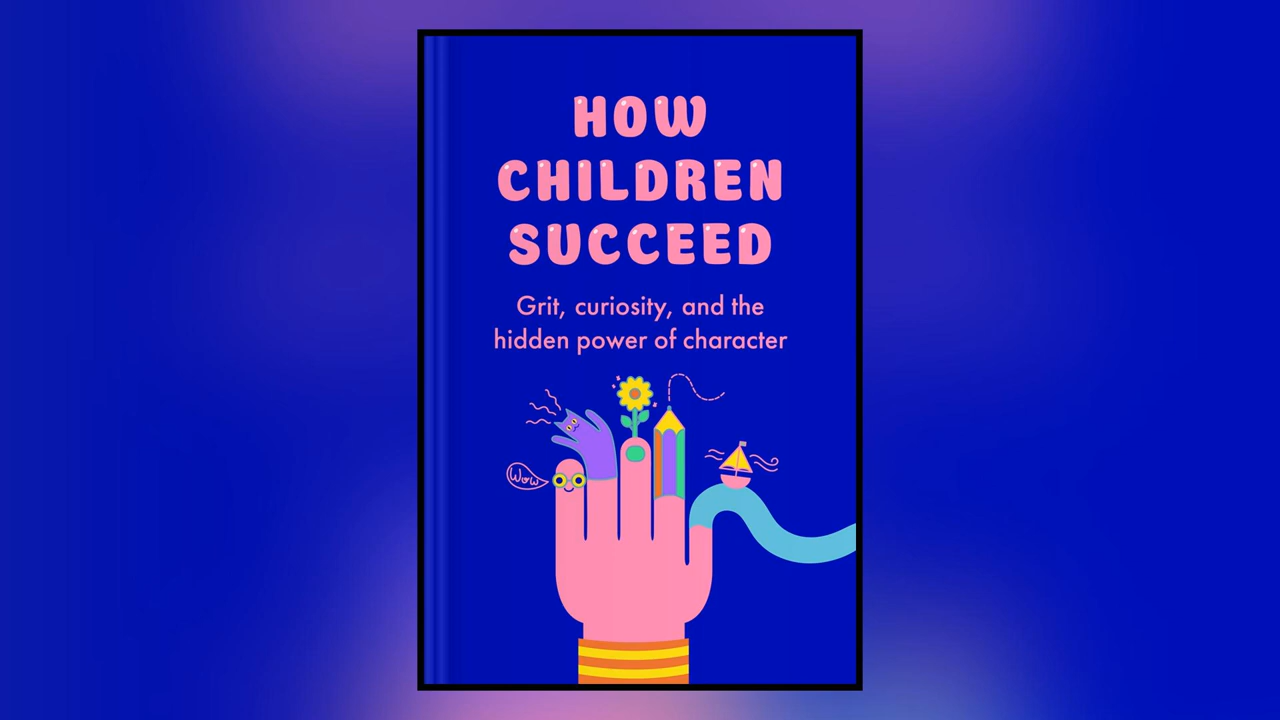 HOW
CHILDREN
SUCCEED
Grit, curiosity, and the
hidden power of character
Wow